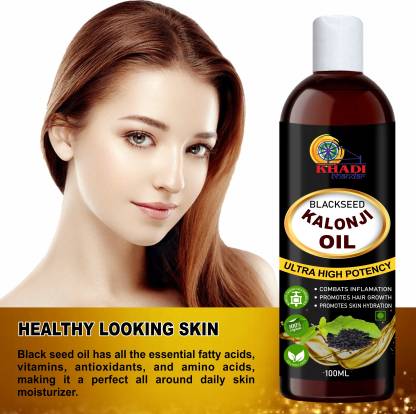 KHADI
bhandar
BLACKSEED
KALONJI
OIL
ULTRA HIGH POTENCY
• COMBATS INFLAMATION
• PROMOTES HAIR GROWTH
• PROMOTES SKIN HYDRATION
100ML
HEALTHY LOOKING SKIN
Black seed oil has all the essential fatty acids,
vitamins, antioxidants, and amino acids,
making it a perfect all around daily skin
moisturizer.